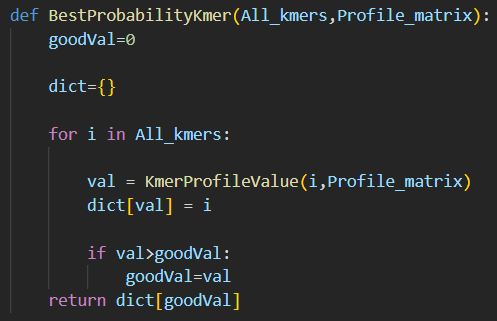 def BestProbabilityKmer(All_kmers,Profile_matrix):
    goodVal=0
    dict={}
    for i in All_kmers:
        val = KmerProfileValue(i,Profile_matrix)
        dict[val] = i
        if val>goodVal:
            goodVal=val
    return dict[goodVal]